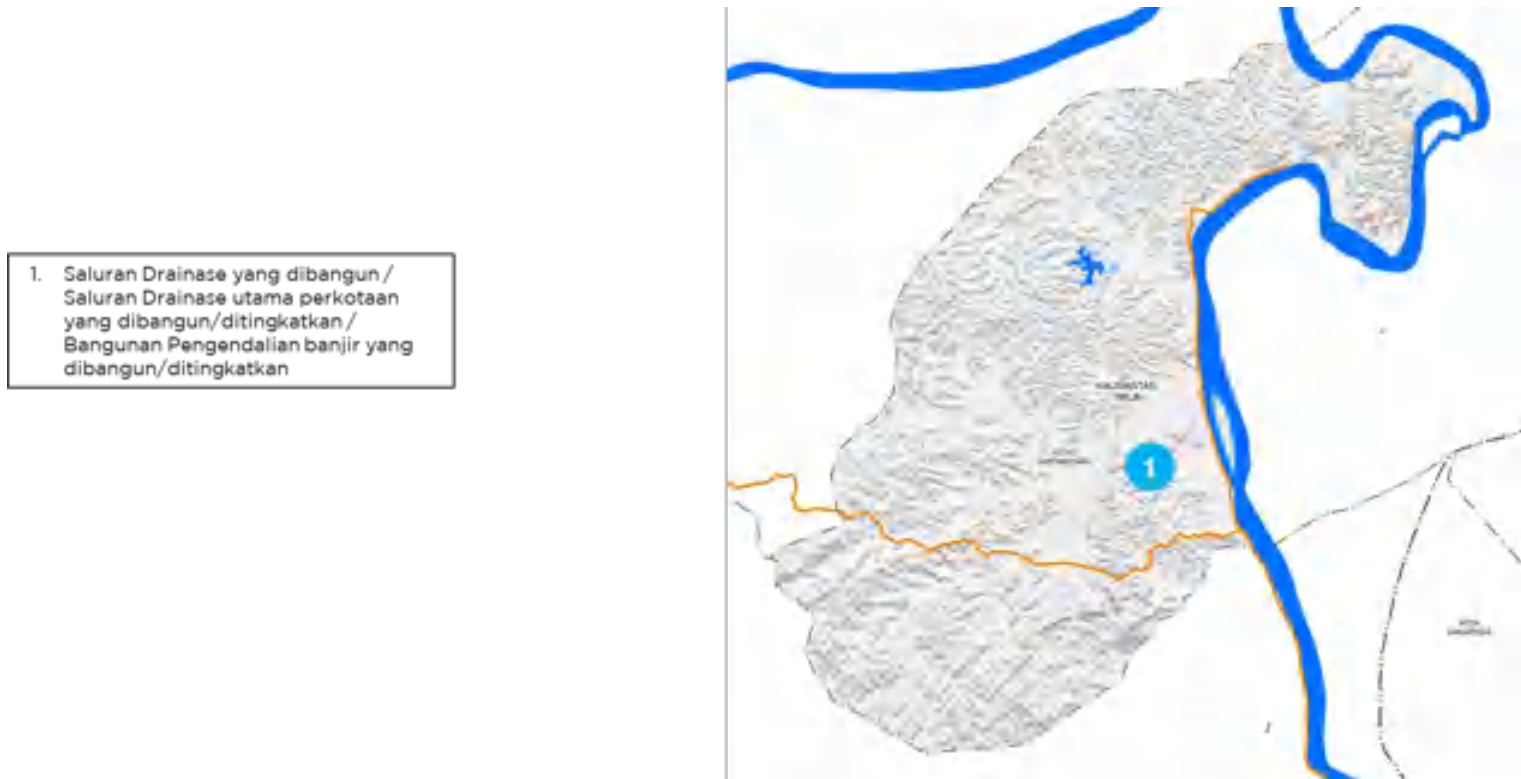 1. Saluran Drainase yang dibangun /
Saluran Drainase utama perkotaan
yang dibangun/ditingkatkan /
Bangunan Pengendalian banjir yang
dibangun/ditingkatkan
1